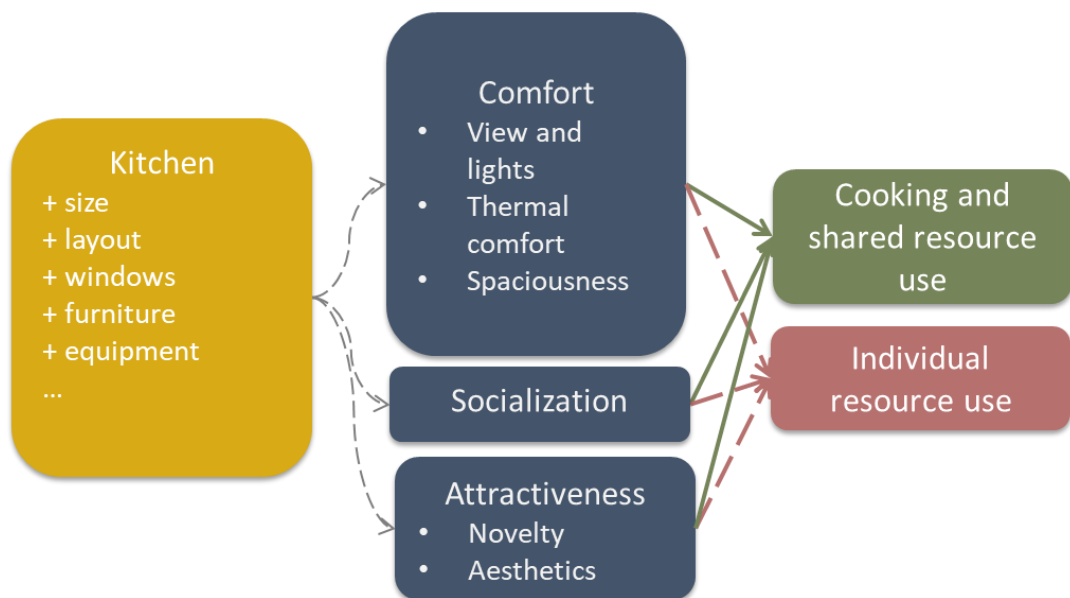 Kitchen
+ size
+ layout
+ windows
+ furniture
+ equipment
...
Comfort
• View and
lights
• Thermal
comfort
• Spaciousness
Socialization
Attractiveness
• Novelty
• Aesthetics
Cooking and
shared resource
use
Individual
resource use